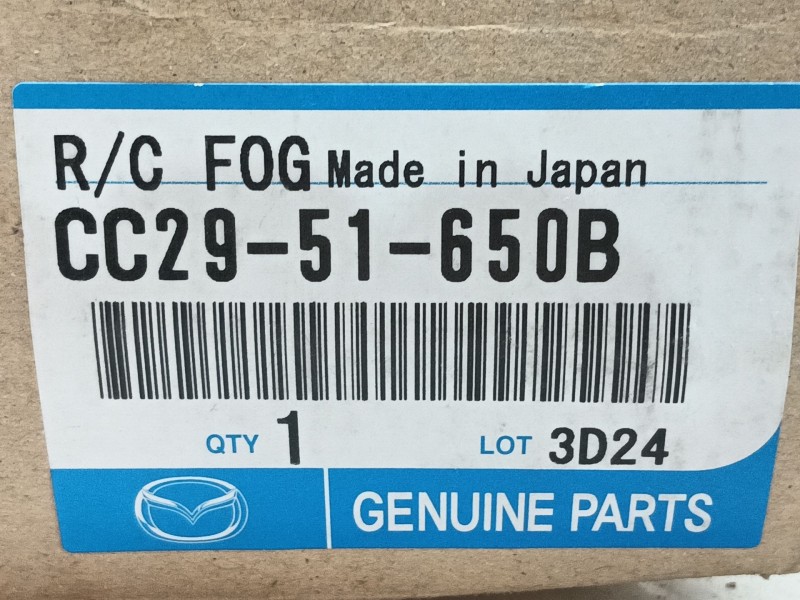 R/C FOG Made in Japan
CC29-51-650B
QTY 1 LOT 3D24
GENUINE PARTS